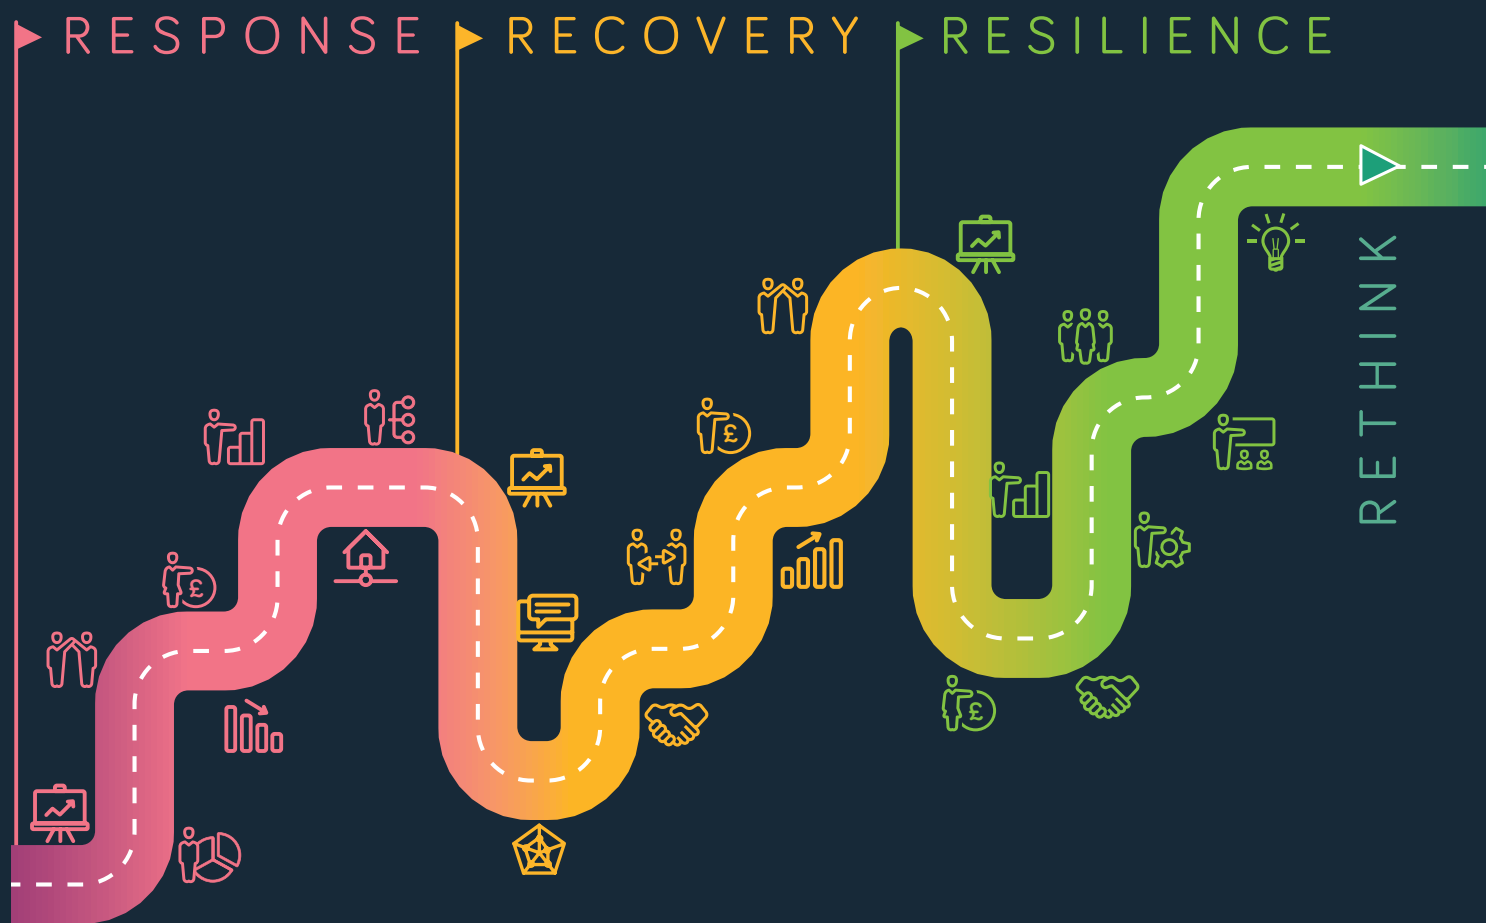 RESPONSE
RECOVERY
RESILIENCE
£
£
£
RETHINK